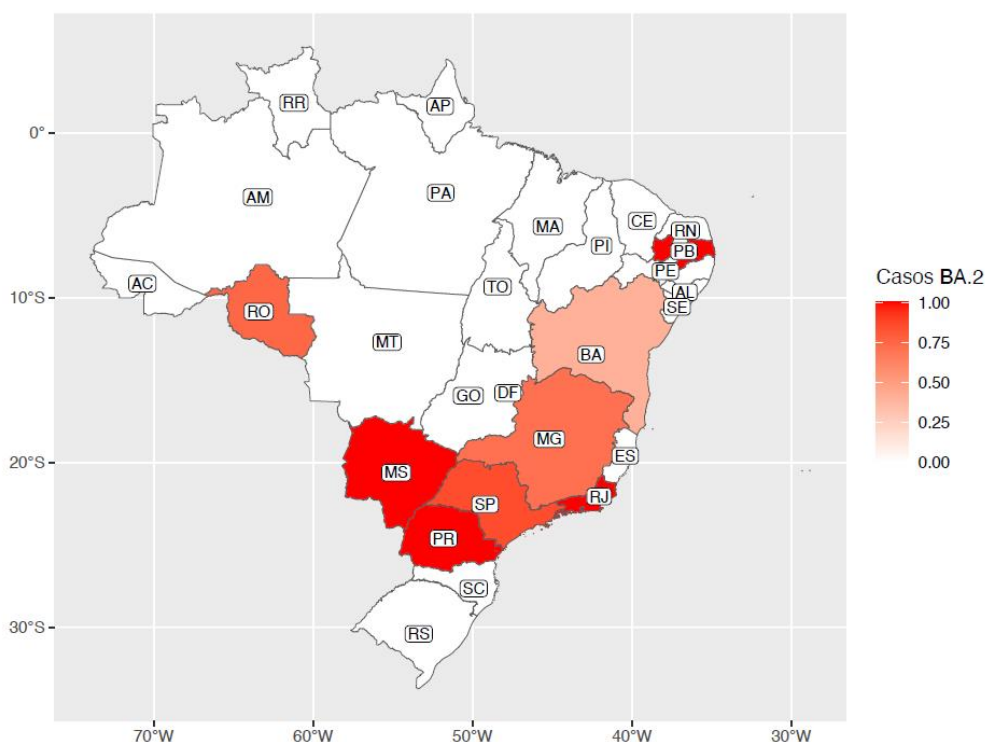 RR
AP
0°
AM
PA
MA
CE
RN
PI
PB
PE
AC
TO
AL
10°S
RO
SE
MT
BA
GO
DF
MG
ES
20°S
MS
SP
RJ
PR
SC
30°S
RS
70°W 60°W 50°W 40°W 30°W
Casos BA.2
1.00
0.75
0.50
0.25
0.00